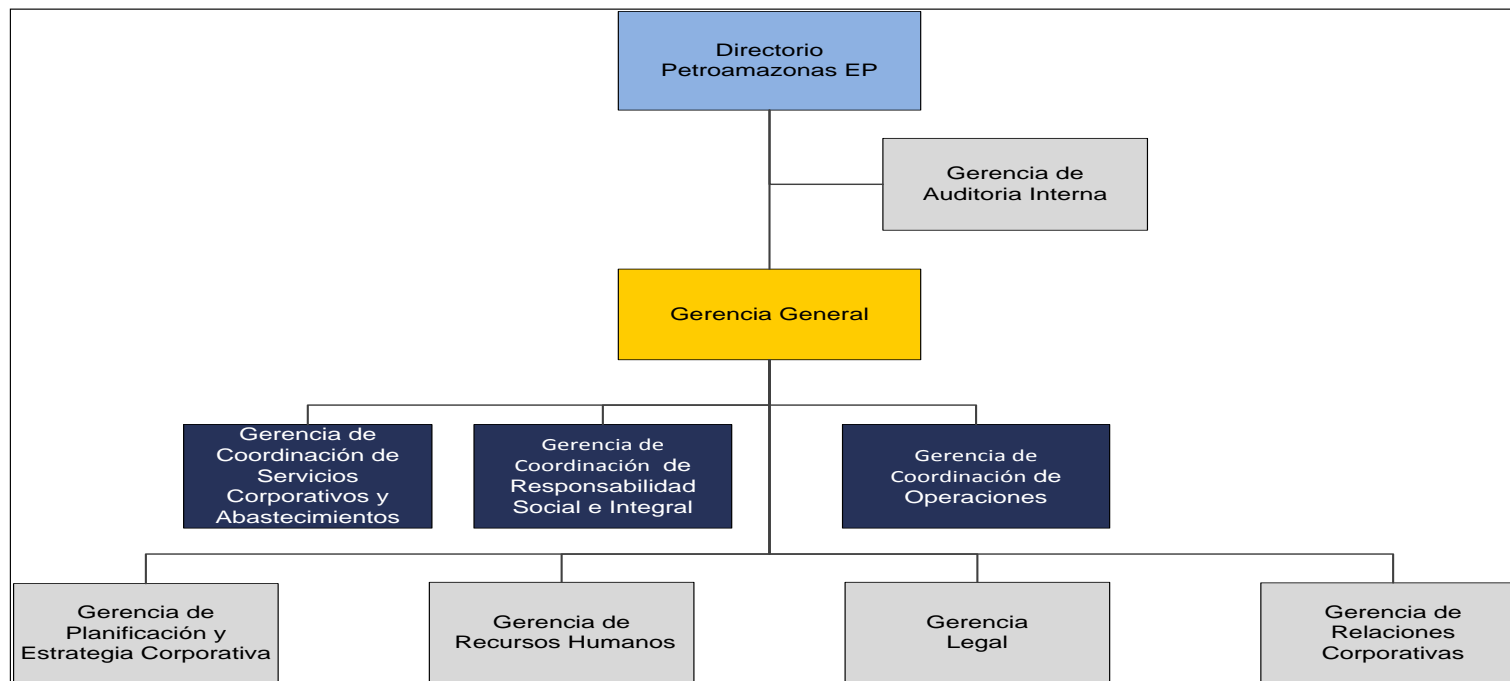 Directorio
Petroamazonas EP
Gerencia de
Auditoria Interna
Gerencia General
Gerencia de
Coordinación de
Servicios
Corporativos y
Abastecimientos
Gerencia de
Coordinación de
Responsabilidad
Social e Integral
Gerencia de
Coordinación de
Operaciones
Gerencia de
Planificación y
Estrategia Corporativa
Gerencia de
Recursos Humanos
Gerencia
Legal
Gerencia de
Relaciones
Corporativas